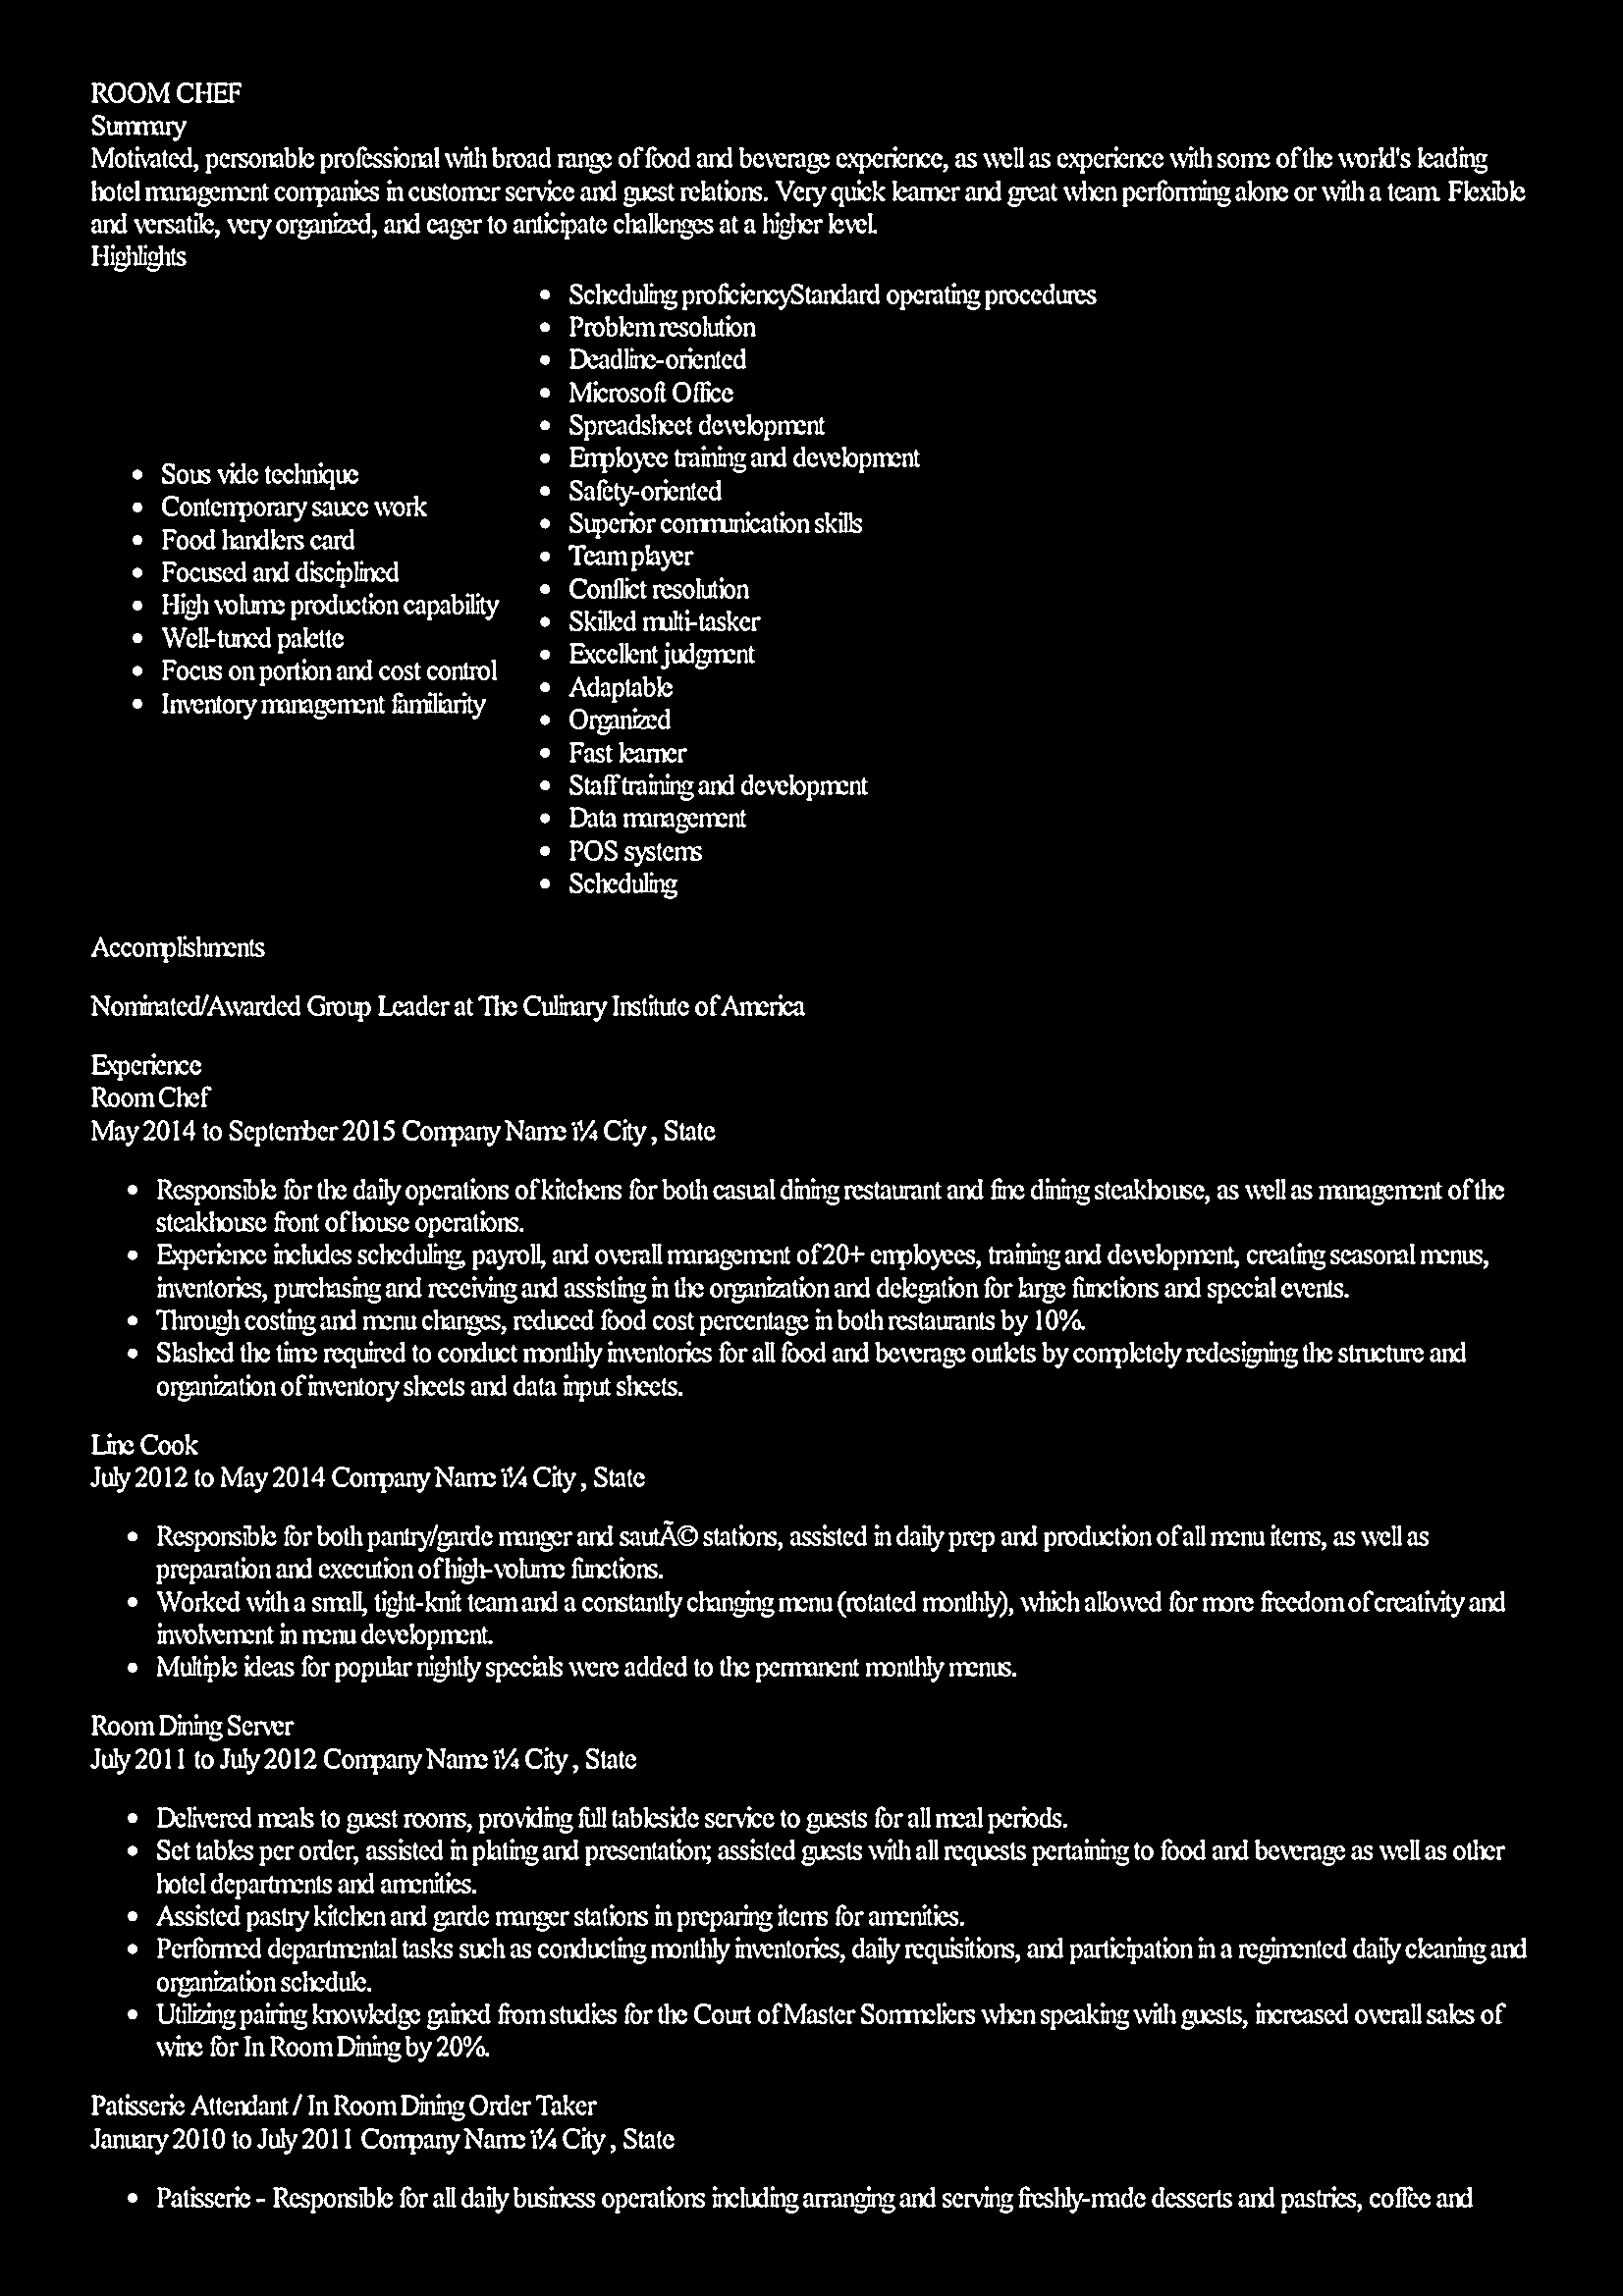 ROOM CHEF
Summary
Motivated, personable professional with broad range of food and beverage experience, as well as experience with some of the world's leading
hotel management companies in customer service and guest relations. Very quick learner and great when performing alone or with a team. Flexible
and versatile, very organized, and eager to anticipate challenges at a higher level.
Highlights
• Sous vide technique
• Contemporary sauce work
• Food handlers card
• Focused and disciplined
• High volume production capability
• Well-tuned palette
• Focus on portion and cost control
• Inventory management familiarity
• Scheduling proficiencyStandard operating procedures
• Problem resolution
• Deadline-oriented
• Microsoft Office
• Spreadsheet development
• Employee training and development
• Safety-oriented
• Superior communication skills
• Team player
• Conflict resolution
• Skilled multi-tasker
• Excellent judgment
• Adaptable
• Organized
• Fast learner
• Staff training and development
• Data management
• POS systems
• Scheduling
Accomplishments
Nominated/Awarded Group Leader at The Culinary Institute of America
Experience
Room Chef
May 2014 to September 2015 Company Name ï¼ City , State
• Responsible for the daily operations of kitchens for both casual dining restaurant and fine dining steakhouse, as well as management of the
steakhouse front of house operations.
• Experience includes scheduling, payroll, and overall management of 20+ employees, training and development, creating seasonal menus,
inventories, purchasing and receiving and assisting in the organization and delegation for large functions and special events.
• Through costing and menu changes, reduced food cost percentage in both restaurants by 10%.
• Slashed the time required to conduct monthly inventories for all food and beverage outlets by completely redesigning the structure and
organization of inventory sheets and data input sheets.
Line Cook
July 2012 to May 2014 Company Name ï¼ City , State
• Responsible for both pantry/garde manger and sautÃ© stations, assisted in daily prep and production of all menu items, as well as
preparation and execution of high-volume functions.
• Worked with a small, tight-knit team and a constantly changing menu (rotated monthly), which allowed for more freedom of creativity and
involvement in menu development.
• Multiple ideas for popular nightly specials were added to the permanent monthly menus.
Room Dining Server
July 2011 to July 2012 Company Name ï¼ City , State
• Delivered meals to guest rooms, providing full tableside service to guests for all meal periods.
• Set tables per order, assisted in plating and presentation; assisted guests with all requests pertaining to food and beverage as well as other
hotel departments and amenities.
• Assisted pastry kitchen and garde manger stations in preparing items for amenities.
• Performed departmental tasks such as conducting monthly inventories, daily requisitions, and participation in a regimented daily cleaning and
organization schedule.
• Utilizing pairing knowledge gained from studies for the Court of Master Sommeliers when speaking with guests, increased overall sales of
wine for In Room Dining by 20%.
Patisserie Attendant / In Room Dining Order Taker
January 2010 to July 2011 Company Name ï¼ City , State
• Patisserie - Responsible for all daily business operations including arranging and serving freshly-made desserts and pastries, coffee and